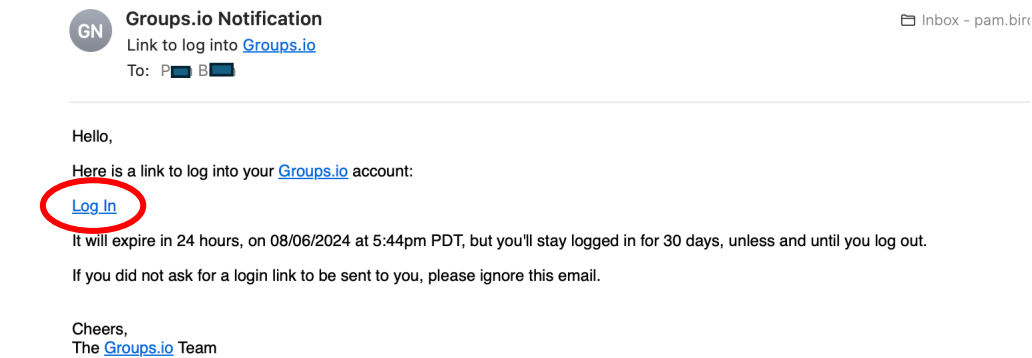 GN
Groups.io Notification
Inbox - pam.bird
Link to log into Groups.io
To: P B
Hello,
Here is a link to log into your Groups.io account:
Log In
It will expire in 24 hours, on 08/06/2024 at 5:44pm PDT, but you'll stay logged in for 30 days, unless and until you log out.
If you did not ask for a login link to be sent to you, please ignore this email.
Cheers,
The Groups.io Team